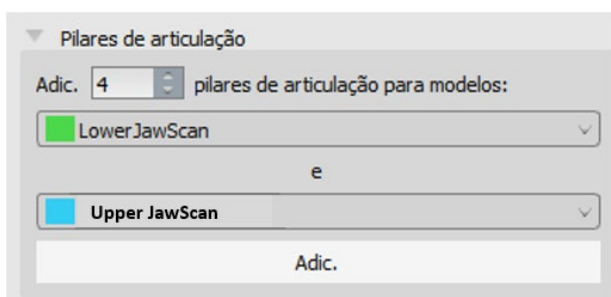 Pilares de articulação
Adic. 4 pilares de articulação para modelos:
LowerJawScan
e
Upper JawScan
Adic.